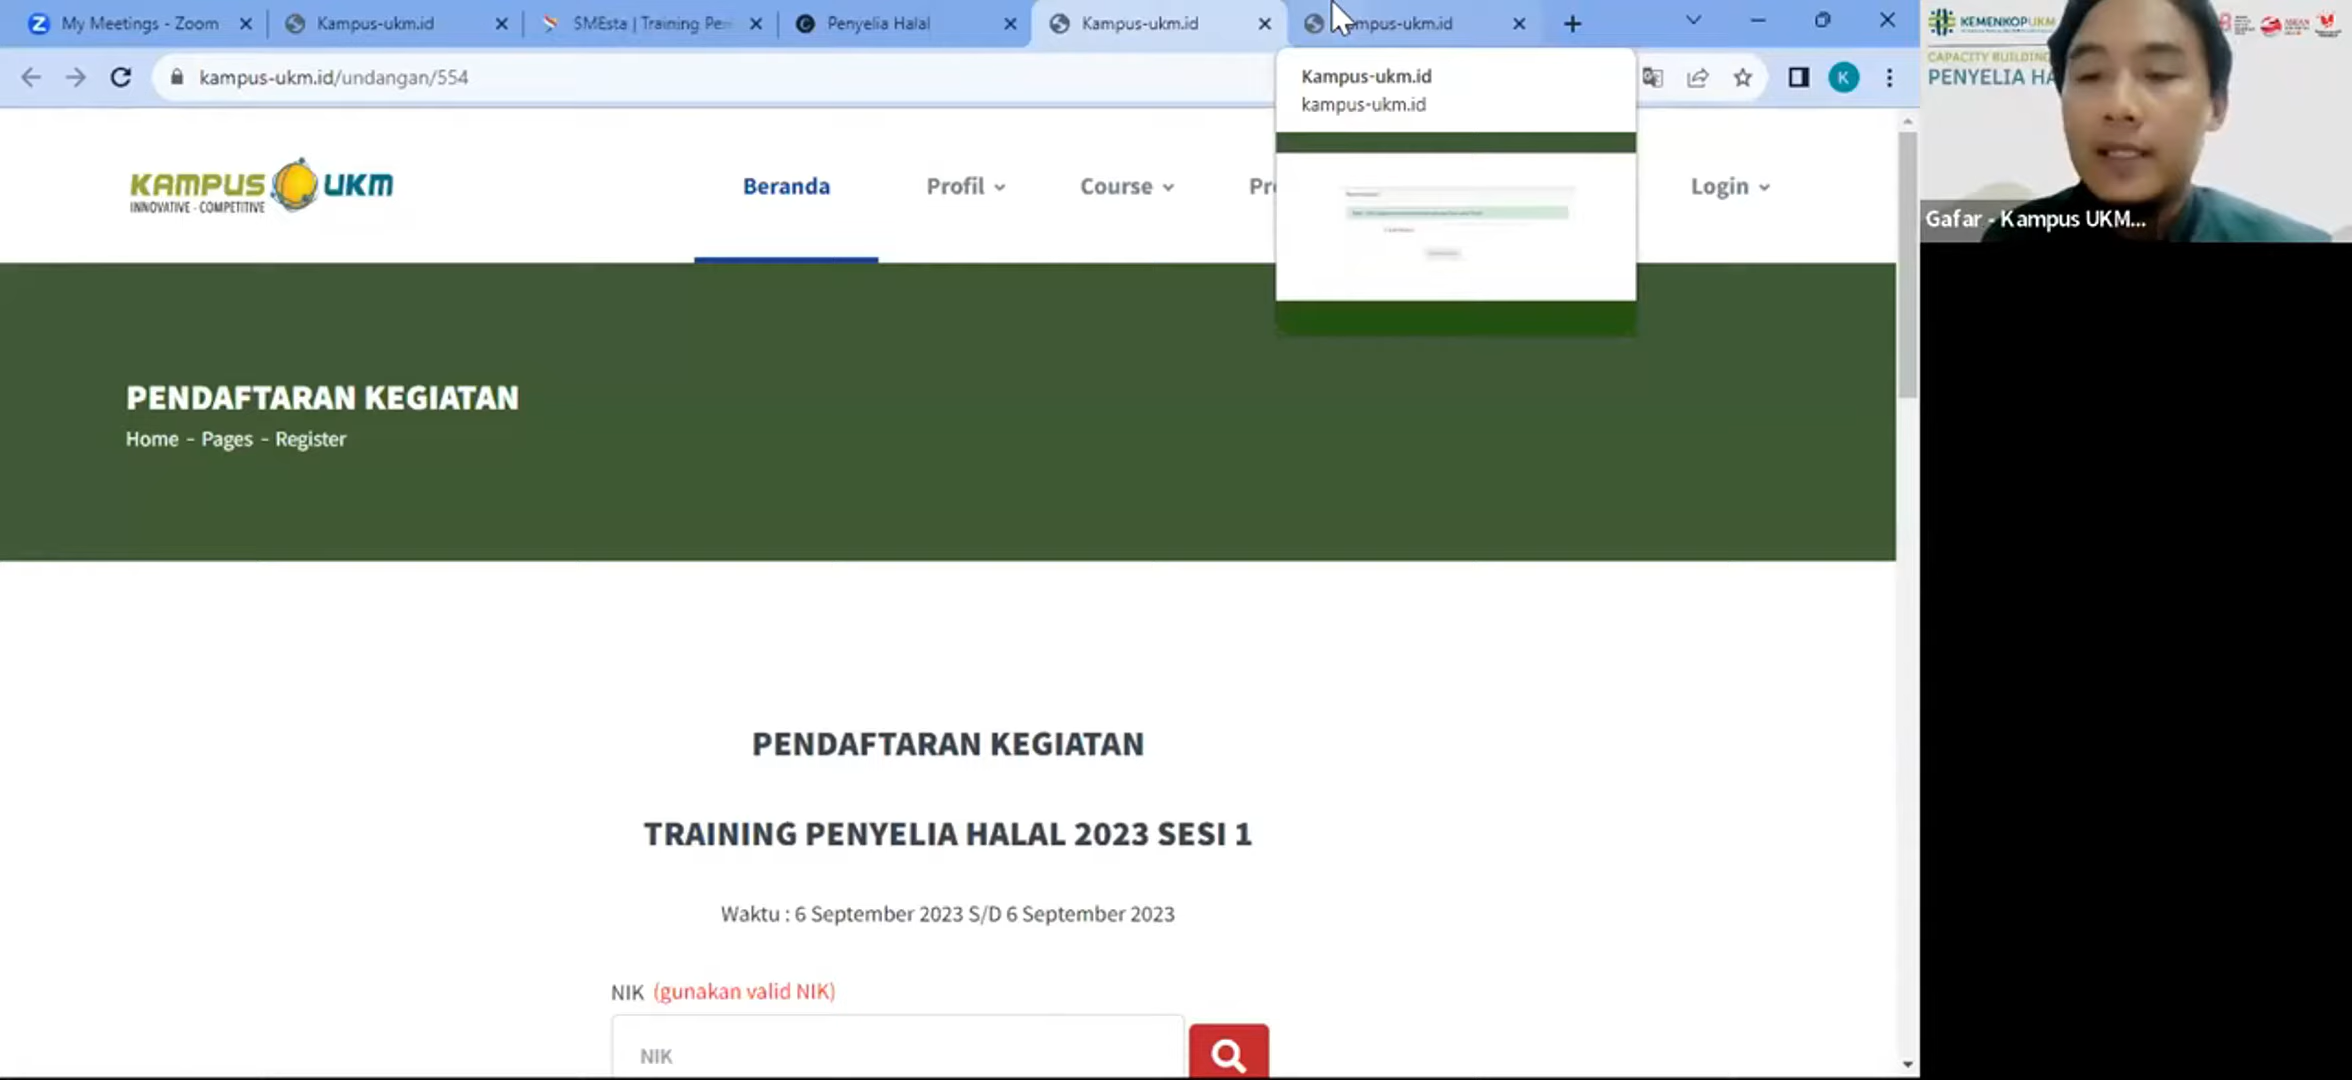 My Meetings - Zoom
Kampus-ukm.id
SMEsta | Training Pe
Penyelia Halal
Kampus-ukm.id
mpus-ukm.id
kampus-ukm.id/undangan/554
Kampus-ukm.id
kampus-ukm.id
KAMPUS UKM
INNOVATIVE - COMPETITIVE
Beranda
Profil
Course
Pr
Login
KEMENKOPUKM
CAPACITY BUILDING
PENYELIA HA
Gafar - Kampus UKM...
PENDAFTARAN KEGIATAN
Home - Pages - Register
PENDAFTARAN KEGIATAN
TRAINING PENYELIA HALAL 2023 SESI 1
Waktu : 6 September 2023 S/D 6 September 2023
NIK (gunakan valid NIK)
NIK